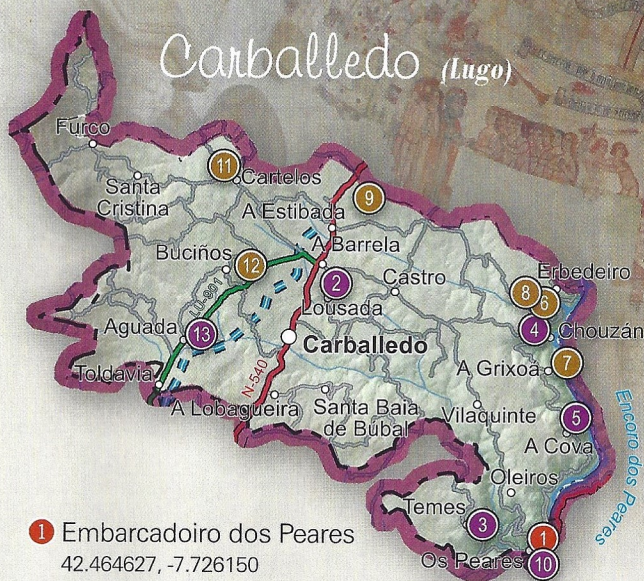 Carballedo (Lugo)
Furco
11
Cartelos
Santa
Cristina
9
A Estibada
A Barrela
Buciños
12
LU-901
2
Castro
Erbedeiro
8
6
Lousada
4
Chouzán
Aguada
13
Carballedo
A Grixoá
7
Toldavia
N-540
A Lobagueira
Santa Baia
de Búbal
Vilaquinte
5
A Cova
Encoro dos Peares
Oleiros
Temes
3
1
Os Peares
10
1 Embarcadoiro dos Peares
42.464627, -7.726150